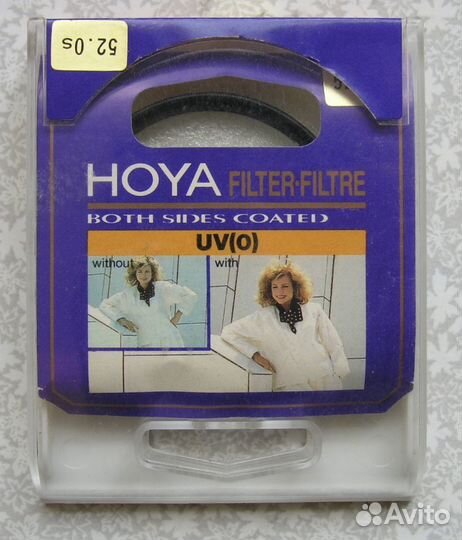 52.0s
HOYA FILTER·FILTRE
BOTH SIDES COATED
UV(0)
without with
Avito